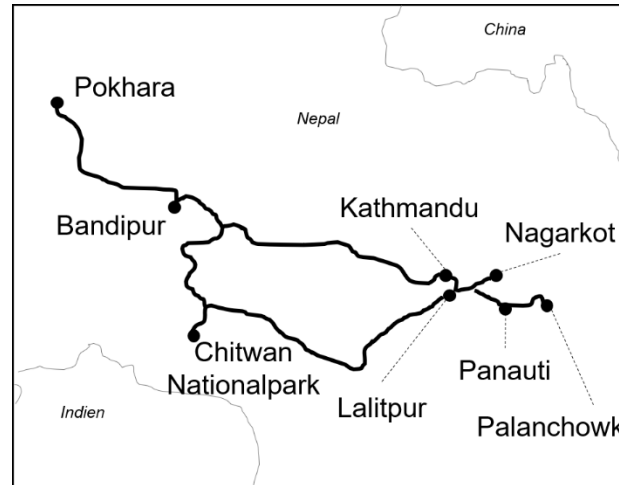 China
Pokhara
Nepal
Kathmandu
Bandipur
Nagarkot
Chitwan
Nationalpark
Panauti
Lalitpur
Indien
Palanchowk